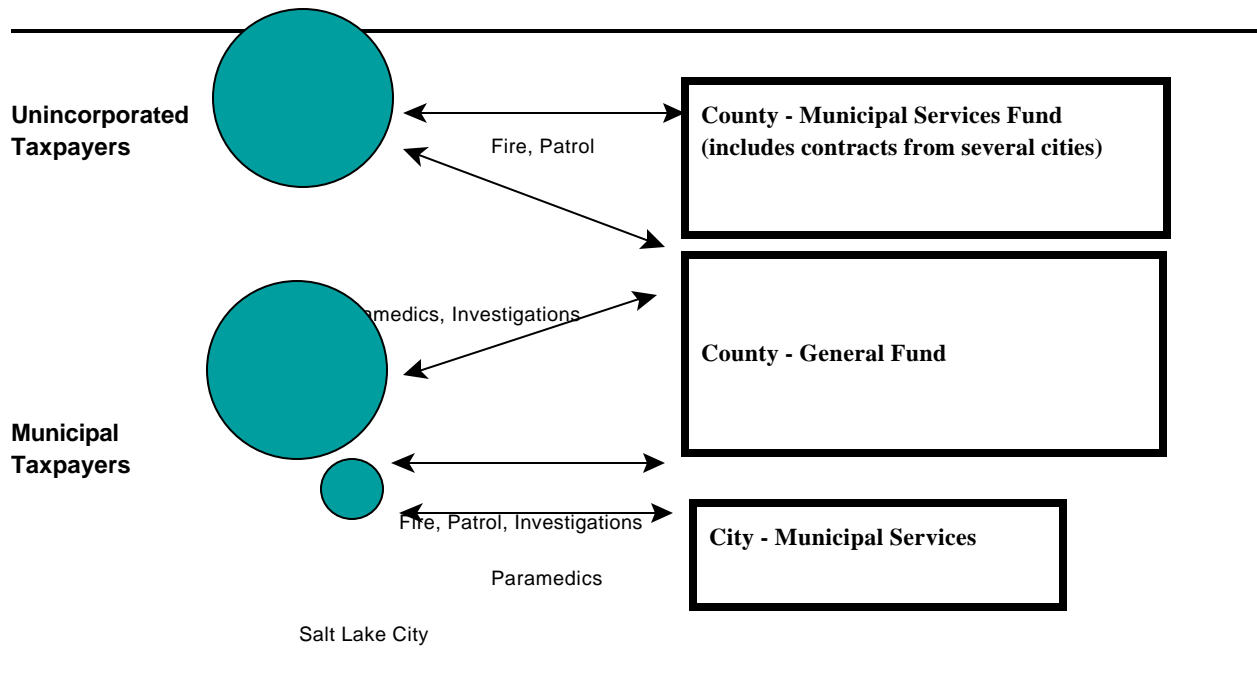 Unincorporated
Taxpayers
Fire, Patrol
County - Municipal Services Fund
(includes contracts from several cities)
Investigations
County - General Fund
Municipal
Taxpayers
Fire, Patrol, Investigations
City - Municipal Services
Paramedics
Salt Lake City